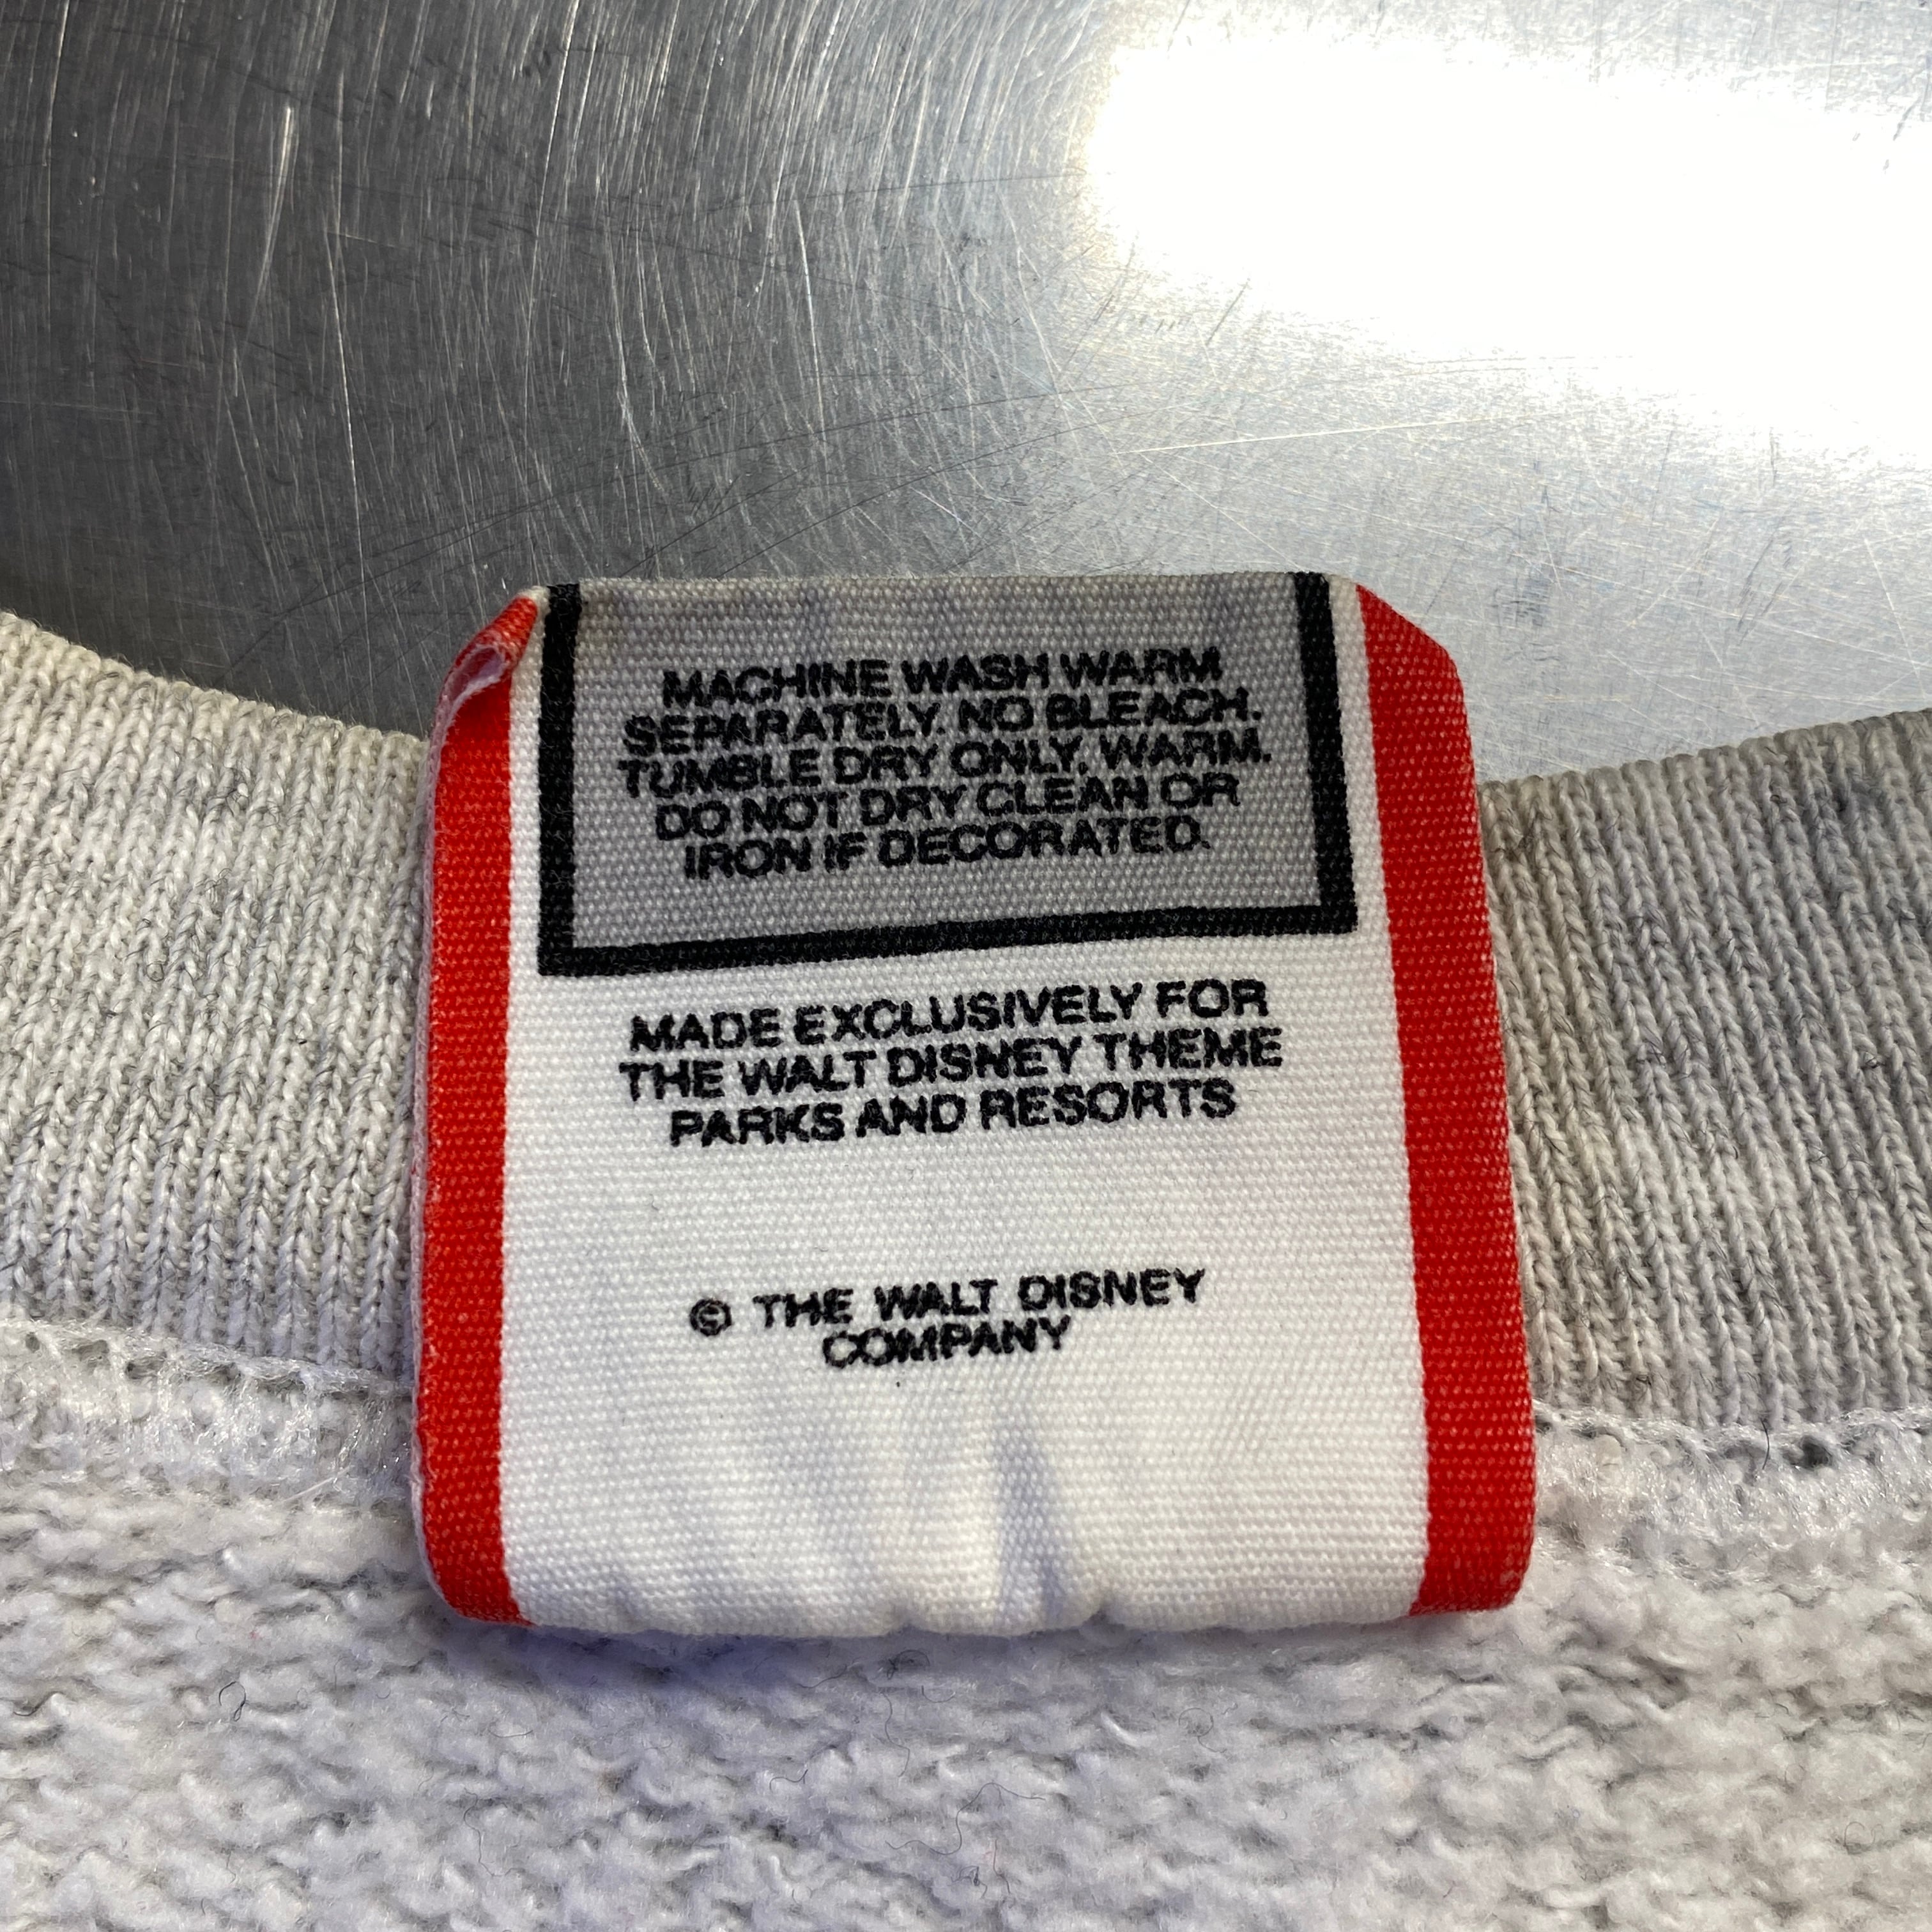 MACHINE WASH WARM
SEPARATELY. NO BLEACH.
TUMBLE DRY ONLY, WARM.
DO NOT DRY CLEAN OR
IRON IF DECORATED.
MADE EXCLUSIVELY FOR
THE WALT DISNEY THEME
PARKS AND RESORTS
© THE WALT DISNEY
COMPANY